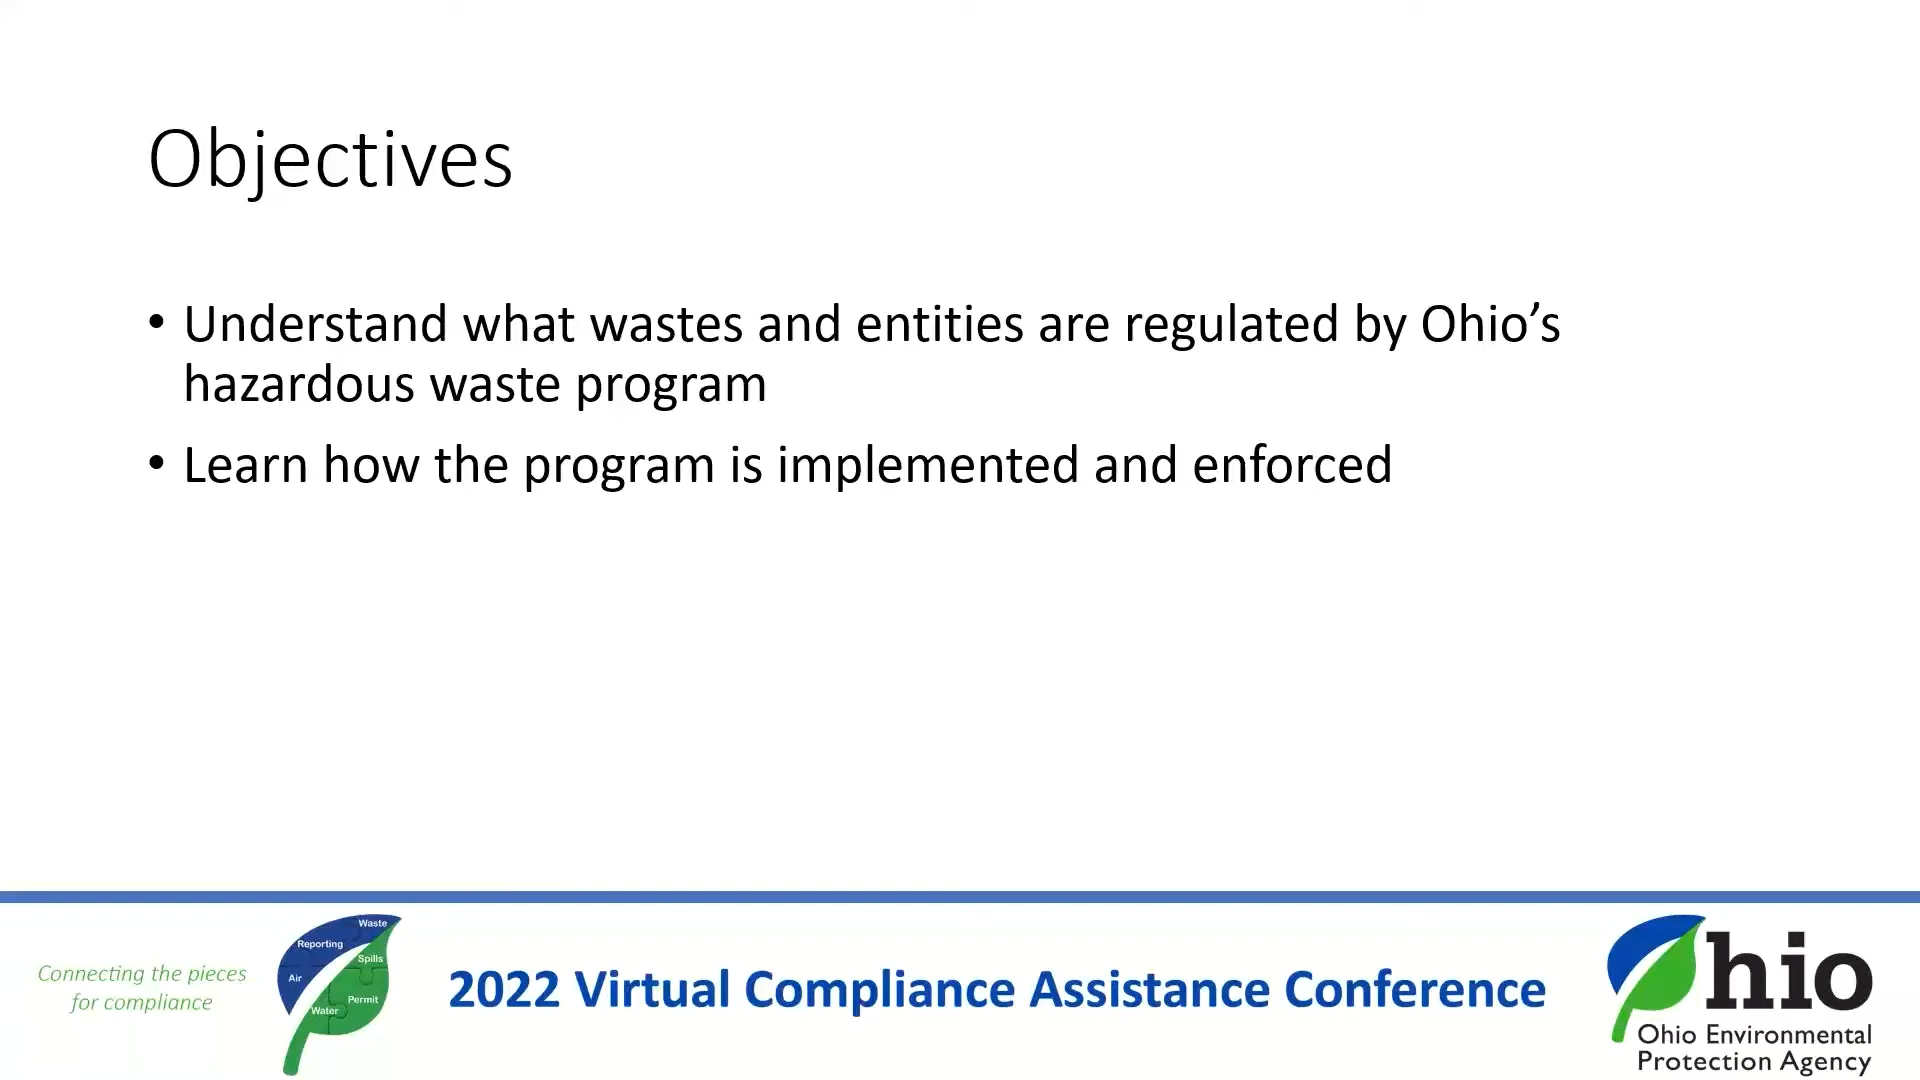 Objectives
• Understand what wastes and entities are regulated by Ohio’s
hazardous waste program
• Learn how the program is implemented and enforced
Connecting the pieces
for compliance
Waste
Reporting
Spills
Air
Permit
Water
2022 Virtual Compliance Assistance Conference
Ohio
Ohio Environmental
Protection Agency